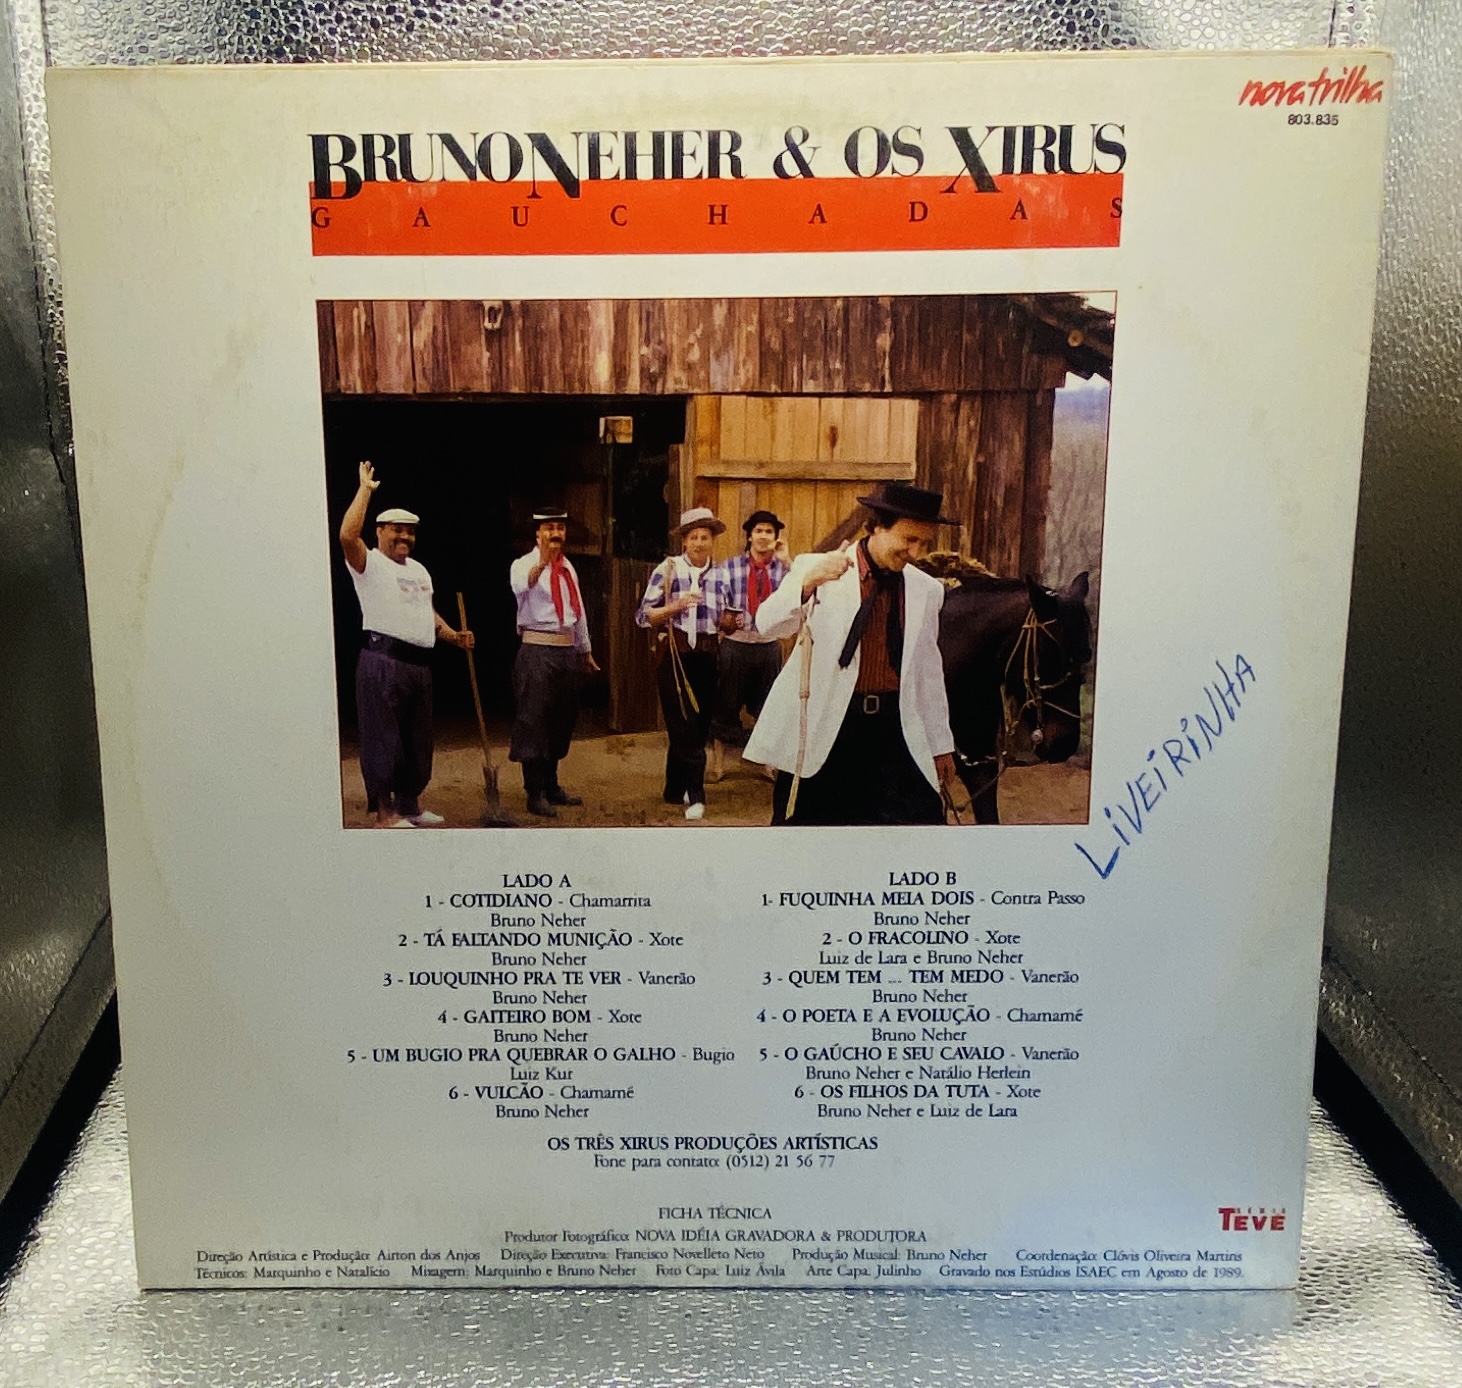 nova trilha
803.835
BRUNO NEHER & OS XIRUS
GAUCHADAS
LIVEIRINHA
LADO A
1 - COTIDIANO - Chamarrita
Bruno Neher
2 - TÁ FALTANDO MUNIÇÃO - Xote
Bruno Neher
3 - LOUQUINHO PRA TE VER - Vanerão
Bruno Neher
4 - GAITEIRO BOM - Xote
Bruno Neher
5 - UM BUGIO PRA QUEBRAR O GALHO - Bugio
Luiz Kur
6 - VULCÃO - Chamamé
Bruno Neher
LADO B
1- FUQUINHA MEIA DOIS - Contra Passo
Bruno Neher
2 - O FRACOLINO - Xote
Luiz de Lara e Bruno Neher
3 - QUEM TEM ... TEM MEDO - Vanerão
Bruno Neher
4 - O POETA E A EVOLUÇÃO - Chamamé
Bruno Neher
5 - O GAÚCHO E SEU CAVALO - Vanerão
Bruno Neher e Natálio Herlein
6 - OS FILHOS DA TUTA - Xote
Bruno Neher e Luiz de Lara
OS TRÊS XIRUS PRODUÇÕES ARTÍSTICAS
Fone para contato: (0512) 21 56 77
SÉRIE
TEVÊ
FICHA TÉCNICA
Produtor Fotográfico: NOVA IDÉIA GRAVADORA & PRODUTORA
Direção Artística e Produção: Airton dos Anjos Direção Executiva: Francisco Novelleto Neto Produção Musical: Bruno Neher Coordenação: Clóvis Oliveira Martins
Técnicos: Marquinho e Natalício Mixagem: Marquinho e Bruno Neher Foto Capa: Luiz Ávila Arte Capa: Julinho Gravado nos Estúdios ISAEC em Agosto de 1989.